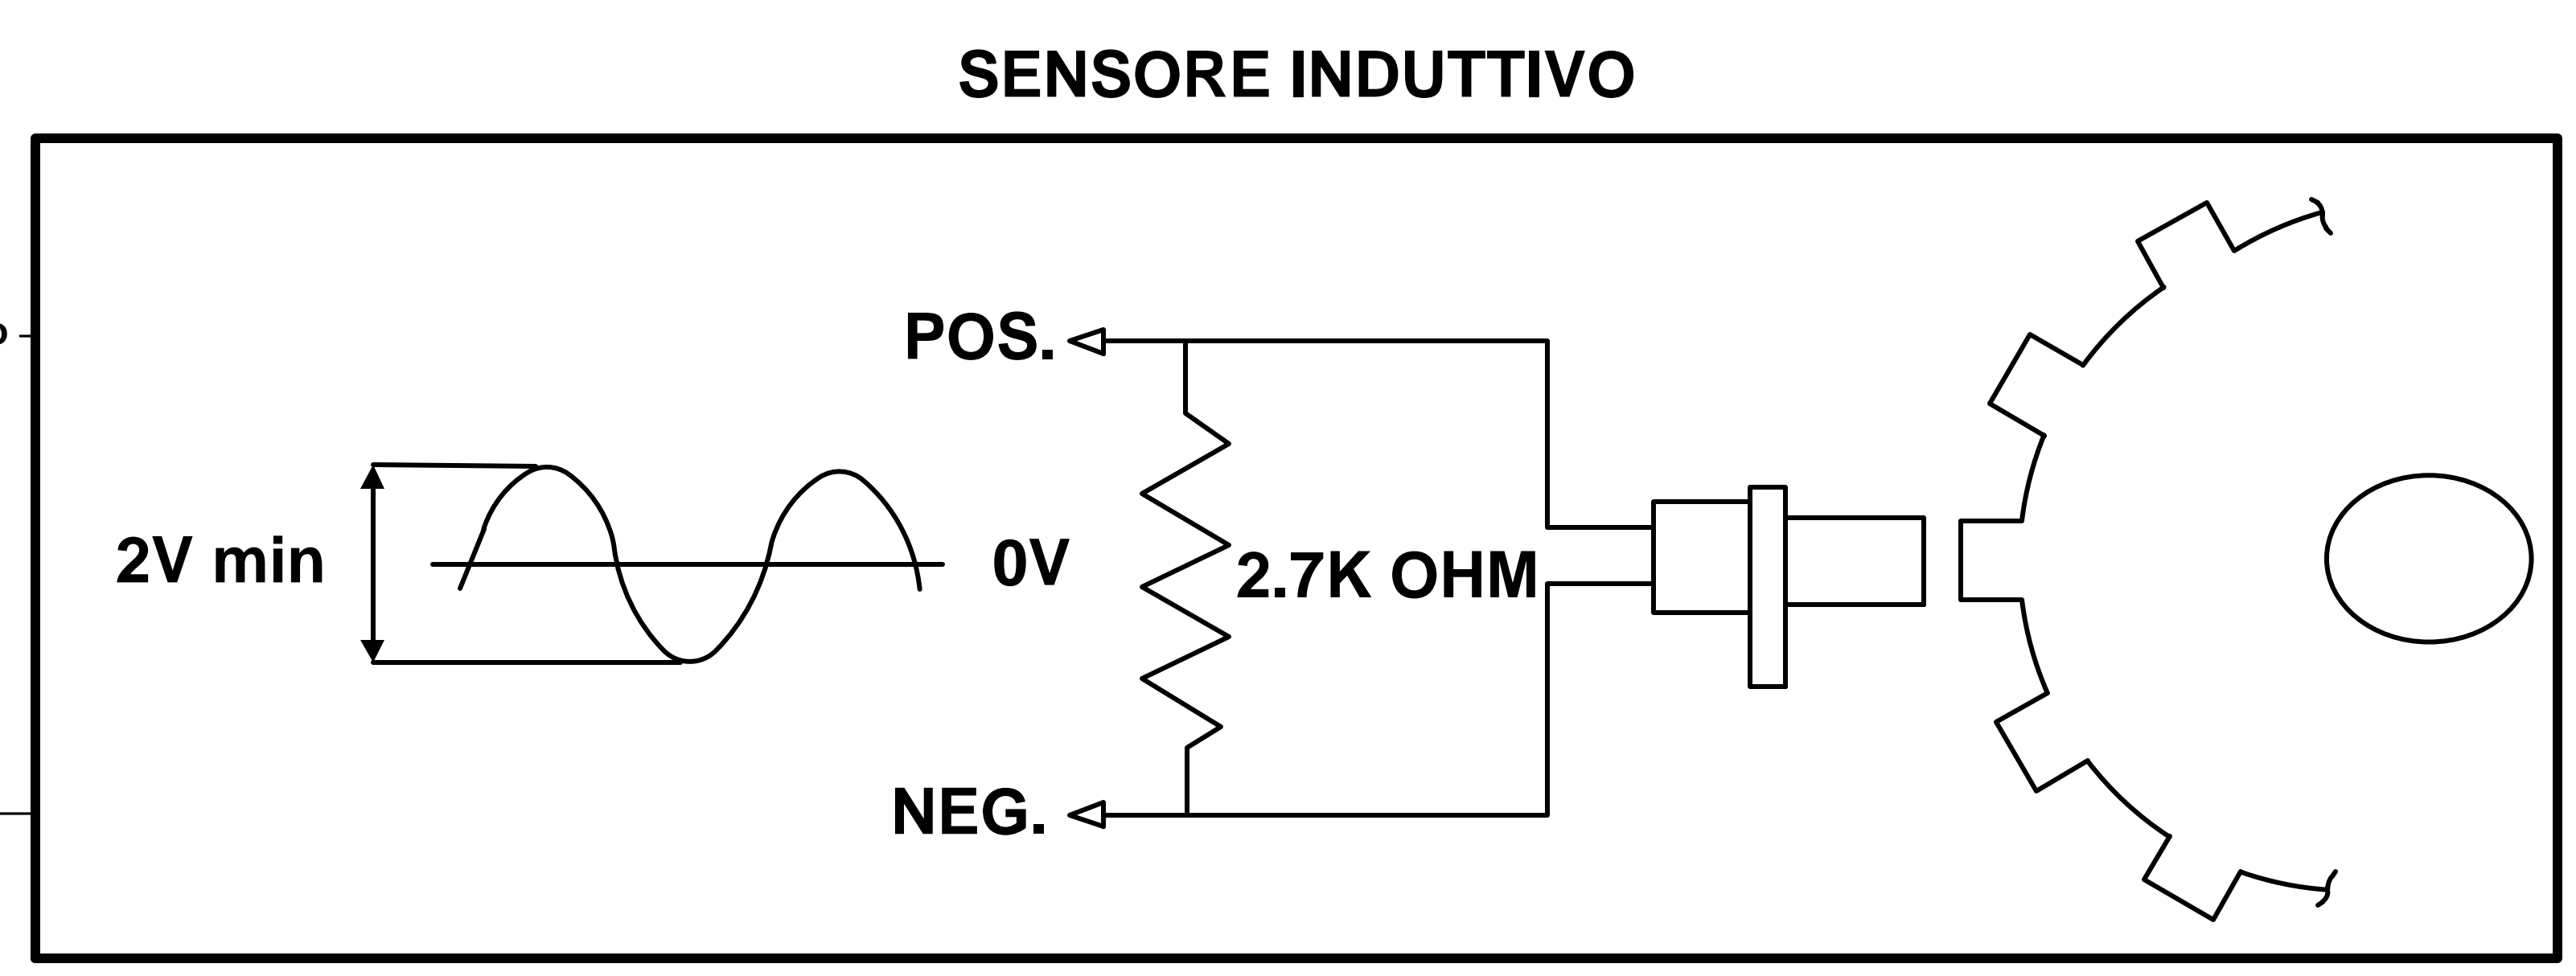 SENSORE INDUTTIVO
POS.
2V min
0V
2.7K OHM
NEG.